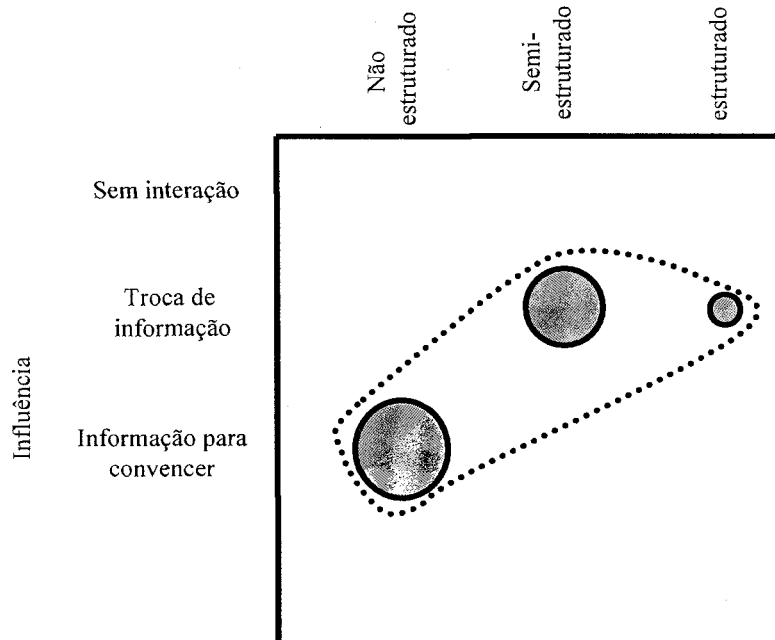 Não
estruturado
Semi-
estruturado
estruturado
Sem interação
Troca de
informação
Influência
Informação para
convencer